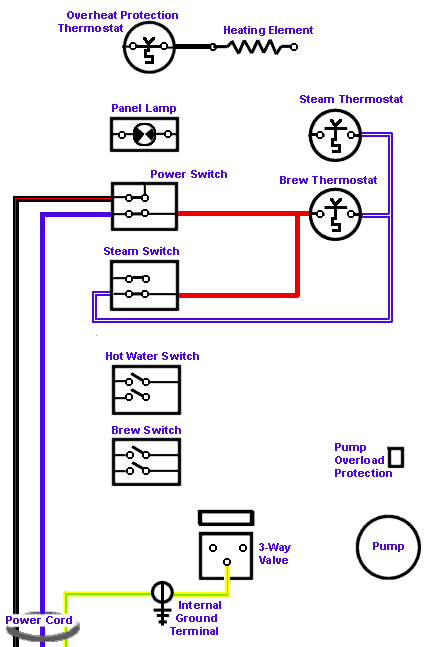 Overheat Protection
Thermostat
Heating Element
Steam Thermostat
Panel Lamp
Power Switch
Brew Thermostat
Steam Switch
Hot Water Switch
Brew Switch
Pump
Overload
Protection
3-Way
Valve
Pump
Internal
Ground
Terminal
Power Cord